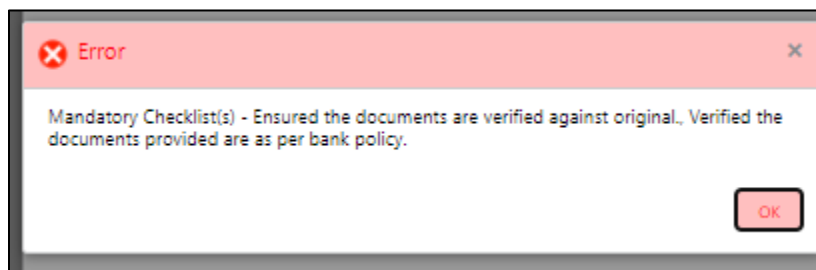 Error
Mandatory Checklist(s) - Ensured the documents are verified against original., Verified the
documents provided are as per bank policy.
OK